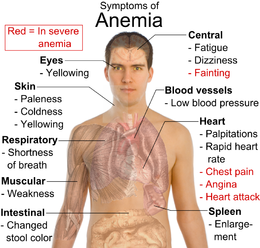 Symptoms of
Anemia
Red = In severe
anemia
Central
- Fatigue
- Dizziness
- Fainting
Eyes
- Yellowing
Skin
- Paleness
- Coldness
- Yellowing
Blood vessels
- Low blood pressure
Heart
- Palpitations
- Rapid heart
rate
- Chest pain
- Angina
- Heart attack
Respiratory
- Shortness
of breath
Muscular
- Weakness
Intestinal
- Changed
stool color
Spleen
- Enlarge-
ment